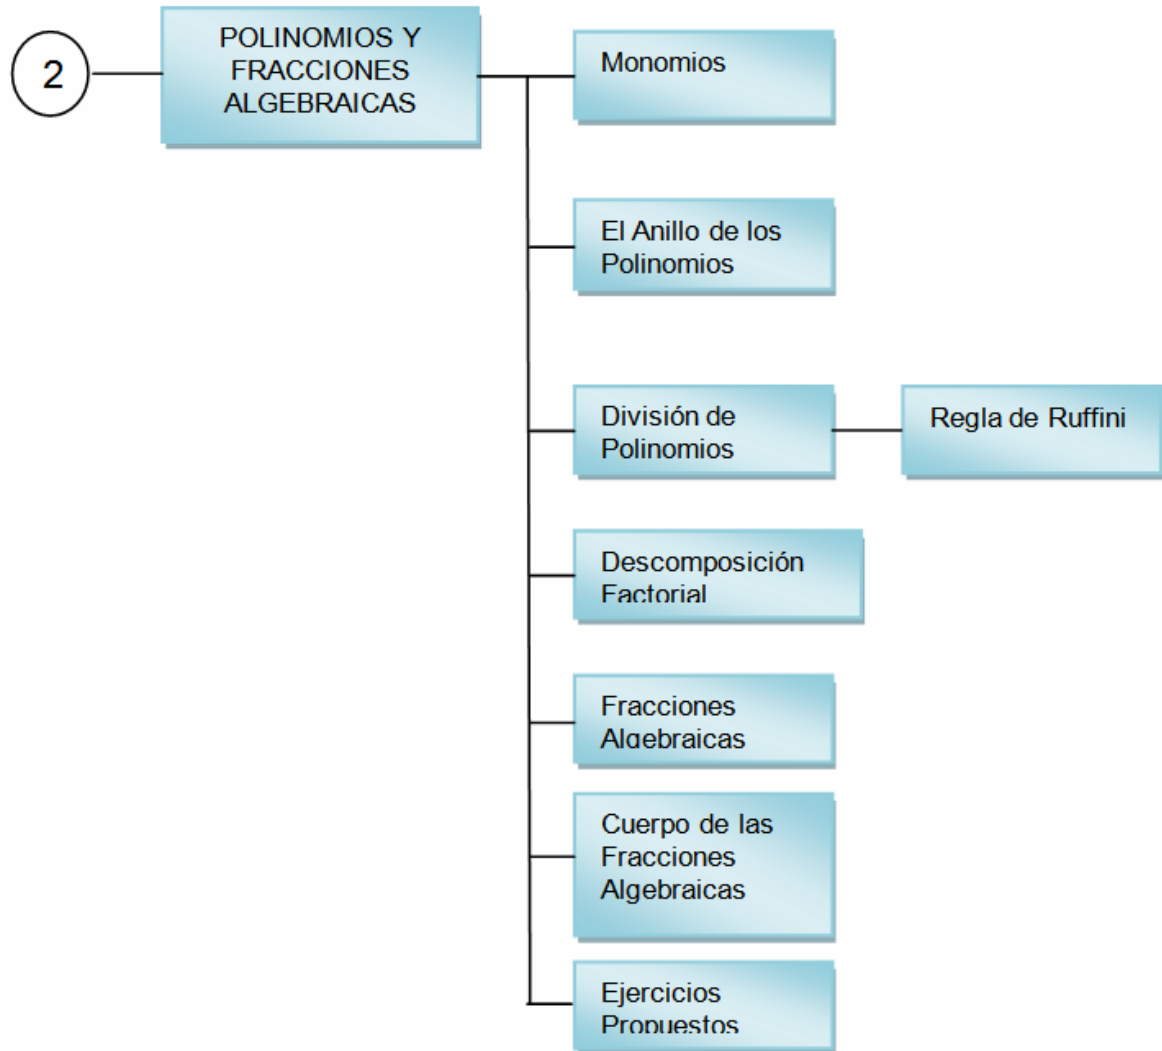 2
POLINOMIOS Y
FRACCIONES
ALGEBRAICAS
Monomios
El Anillo de los
Polinomios
División de
Polinomios
Regla de Ruffini
Descomposición
Factorial
Fracciones
Algebraicas
Cuerpo de las
Fracciones
Algebraicas
Ejercicios
Propuestos